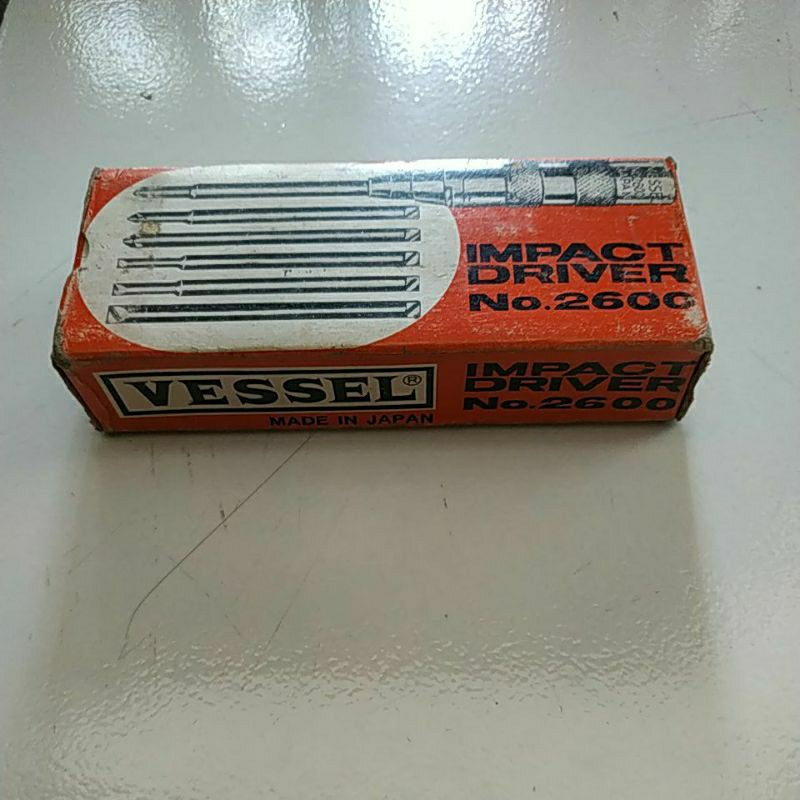 IMPACT
DRIVER
No.2600
VESSEL®
MADE IN JAPAN
IMPACT
DRIVER
No.2600